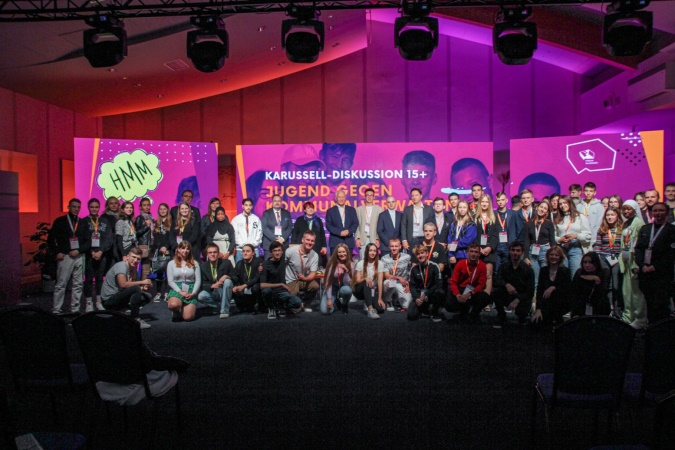 HMM
KARUSSELL-DISKUSSION 15+
JUGEND GEGEN